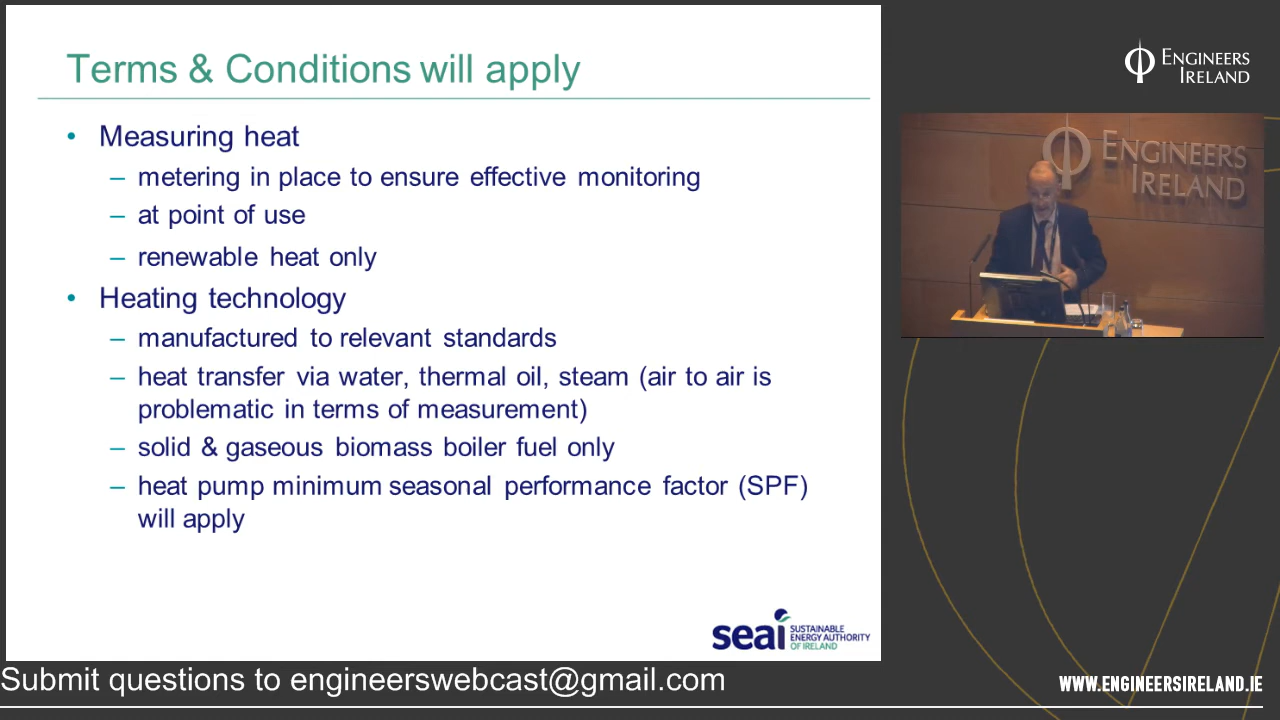 Terms & Conditions will apply
• Measuring heat
– metering in place to ensure effective monitoring
– at point of use
– renewable heat only
• Heating technology
– manufactured to relevant standards
– heat transfer via water, thermal oil, steam (air to air is
problematic in terms of measurement)
– solid & gaseous biomass boiler fuel only
– heat pump minimum seasonal performance factor (SPF)
will apply
seai SUSTAINABLE
ENERGY AUTHORITY
OF IRELAND
Submit questions to engineerswebcast@gmail.com
ENGINEERS
IRELAND
ENGINEERS
IRELAND
WWW.ENGINEERSIRELAND.IE